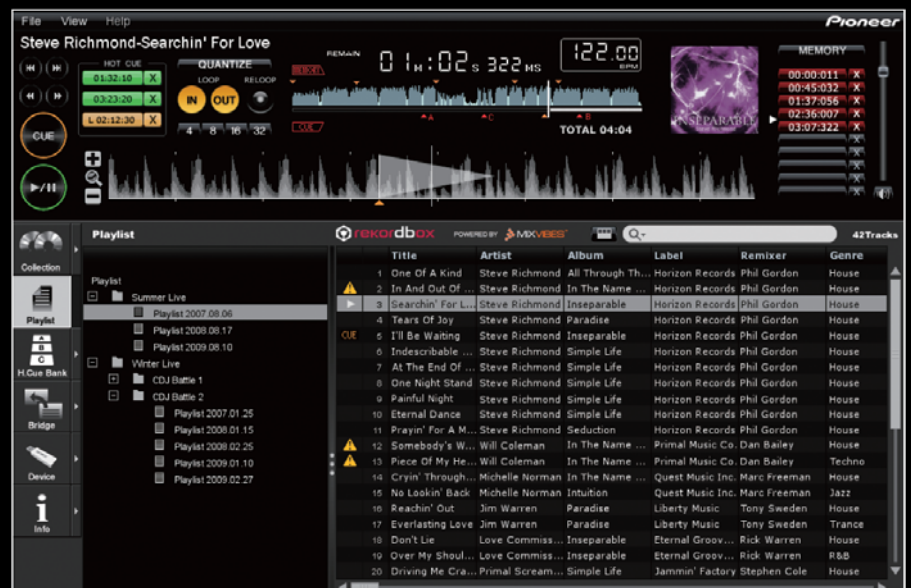 File View Help
Pioneer
Steve Richmond-Searchin' For Love
HOT CUE
01:32:10 X
03:23:20 X
L 02:12:30 X
QUANTIZE
LOOP RELOOP
IN OUT
4 8 16 32
CUE
REMAIN 01M:02S 322MS
122.00
BPM
CUE
A C B
TOTAL 04:04
INSEPARABLE
MEMORY
00:00:011 X
00:45:032 X
01:37:056 X
02:36:007 X
03:07:322 X
X
X
X
X
Collection
Playlist
H.Cue Bank
Bridge
Device
Info
Playlist
Playlist
Summer Live
Playlist 2007.08.06
Playlist 2008.08.17
Playlist 2009.08.10
Winter Live
CDJ Battle 1
CDJ Battle 2
Playlist 2007.01.25
Playlist 2008.01.15
Playlist 2008.02.25
Playlist 2009.01.10
Playlist 2009.02.27
rekordbox POWERED BY MIXVIBES 42Tracks
Title Artist Album Label Remixer Genre
1 One Of A Kind Steve Richmond All Through Th... Horizon Records Phil Gordon House
2 In And Out Of ... Steve Richmond Inseparable Horizon Records Phil Gordon House
3 Searchin' For L... Steve Richmond Inseparable Horizon Records Phil Gordon House
4 Tears Of Joy Steve Richmond Paradise Horizon Records Phil Gordon House
CUE 5 I'll Be Waiting Steve Richmond Inseparable Horizon Records Phil Gordon House
6 Indescribable ... Steve Richmond Simple Life Horizon Records Phil Gordon House
7 At The End Of ... Steve Richmond Simple Life Horizon Records Phil Gordon House
8 One Night Stand Steve Richmond Simple Life Horizon Records Phil Gordon House
9 Painful Night Steve Richmond Simple Life Horizon Records Phil Gordon House
10 Eternal Dance Steve Richmond Simple Life Horizon Records Phil Gordon House
11 Prayin' For A M... Steve Richmond Seduction Horizon Records Phil Gordon House
12 Somebody's W... Will Coleman In The Name ... Primal Music Co. Dan Bailey House
13 Piece Of My He... Will Coleman In The Name ... Primal Music Co. Dan Bailey Techno
14 Cryin' Through... Michelle Norman In The Name ... Quest Music Inc. Marc Freeman House
15 No Lookin' Back Michelle Norman Intuition Quest Music Inc. Marc Freeman Jazz
16 Reachin' Out Jim Warren Paradise Liberty Music Tony Sweden House
17 Everlasting Love Jim Warren Paradise Liberty Music Tony Sweden Trance
18 Don't Lie Love Commiss... Inseparable Eternal Groov... Rick Warren House
19 Over My Shoul... Love Commiss... Inseparable Eternal Groov... Rick Warren R&B
20 Driving Me Cra... Primal Scream... Simple Life Jammin' Factory Stephen Cole House